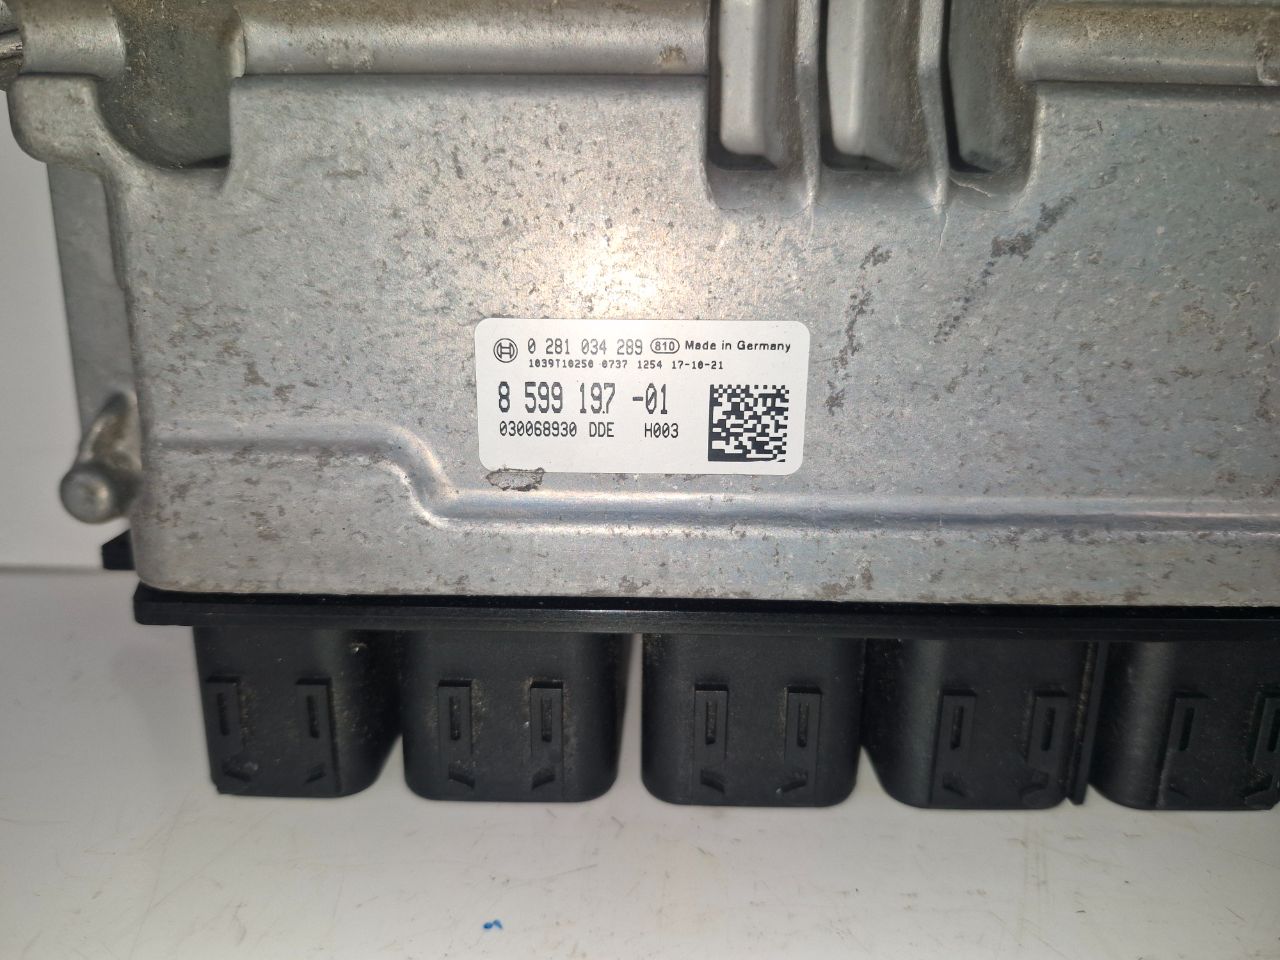 0 281 034 289 810 Made in Germany
1039T10250 0737 1254 17-10-21
8 599 197 -01
030068930 DDE H003